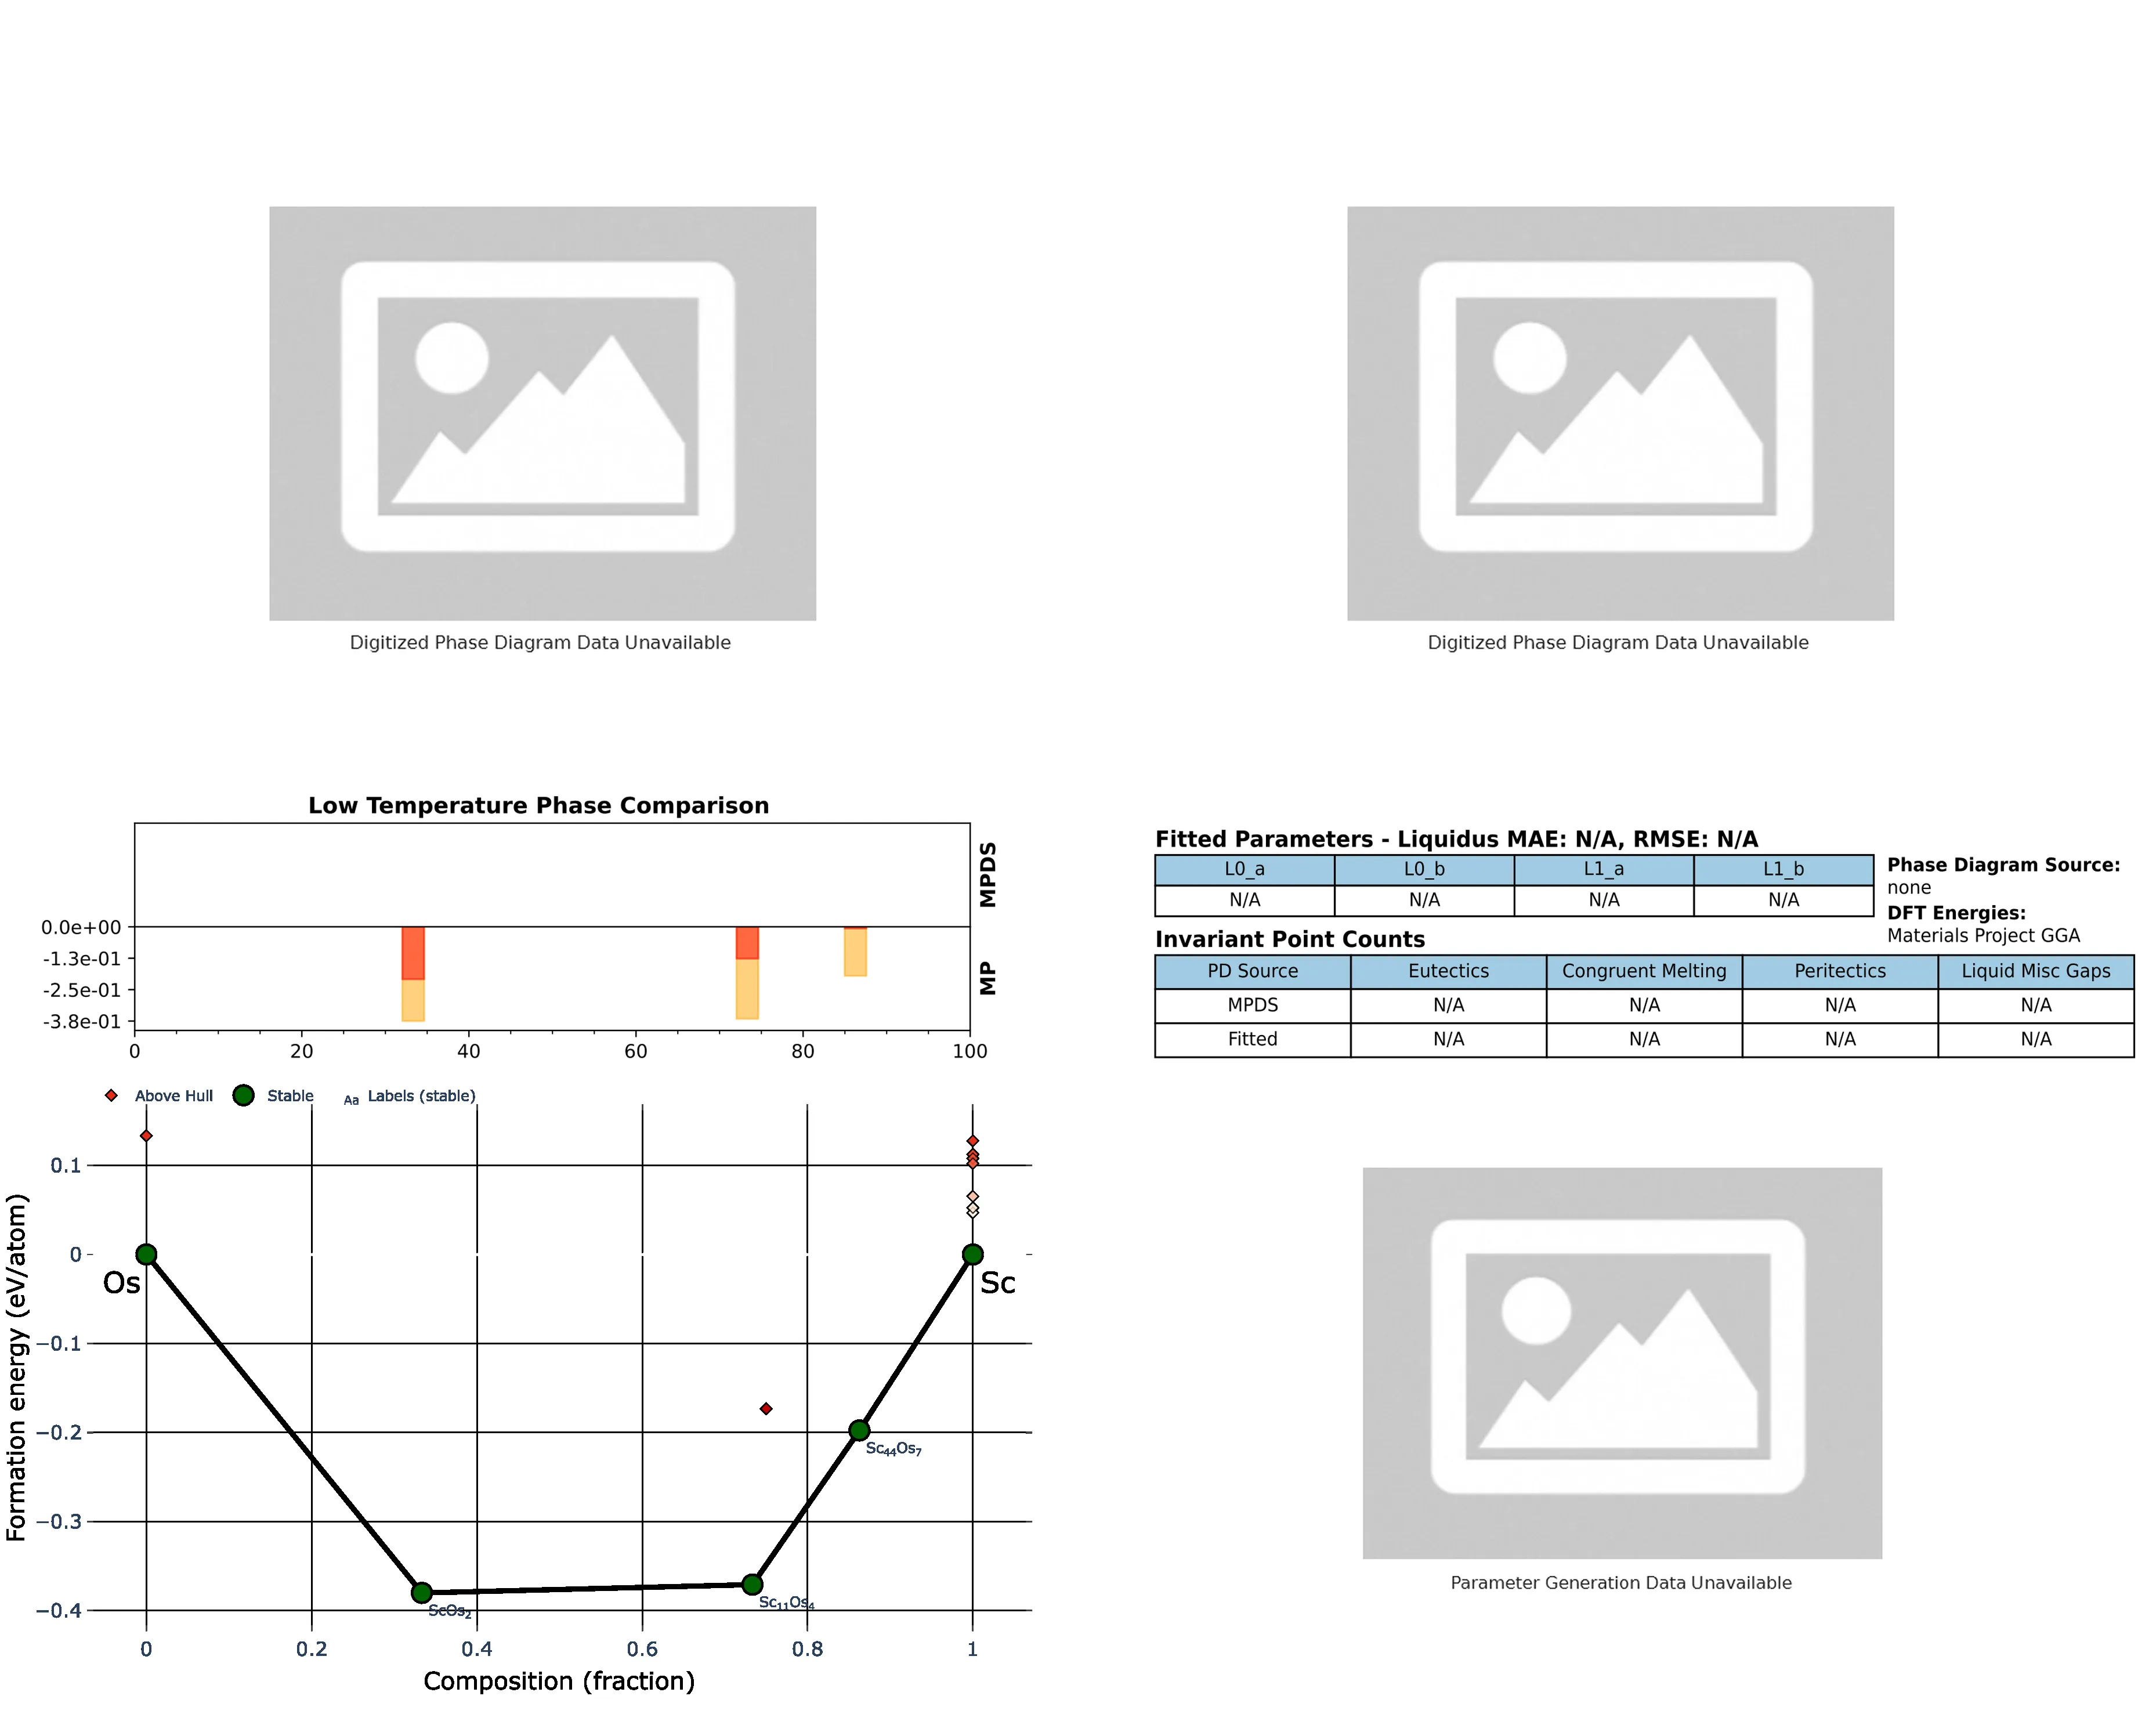 Digitized Phase Diagram Data Unavailable
Digitized Phase Diagram Data Unavailable
Low Temperature Phase Comparison
MPDS
MP
0.0e+00
-1.3e-01
-2.5e-01
-3.8e-01
0 20 40 60 80 100
Fitted Parameters - Liquidus MAE: N/A, RMSE: N/A
L0_a L0_b L1_a L1_b
N/A N/A N/A N/A
Phase Diagram Source:
none
DFT Energies:
Materials Project GGA
Invariant Point Counts
PD Source Eutectics Congruent Melting Peritectics Liquid Misc Gaps
MPDS N/A N/A N/A N/A
Fitted N/A N/A N/A N/A
Above Hull Stable Aa Labels (stable)
Formation energy (eV/atom)
0.1
0
−0.1
−0.2
−0.3
−0.4
Os
Sc
Sc₄₄Os₇
ScOs₂
Sc₁₁Os₄
0 0.2 0.4 0.6 0.8 1
Composition (fraction)
Parameter Generation Data Unavailable